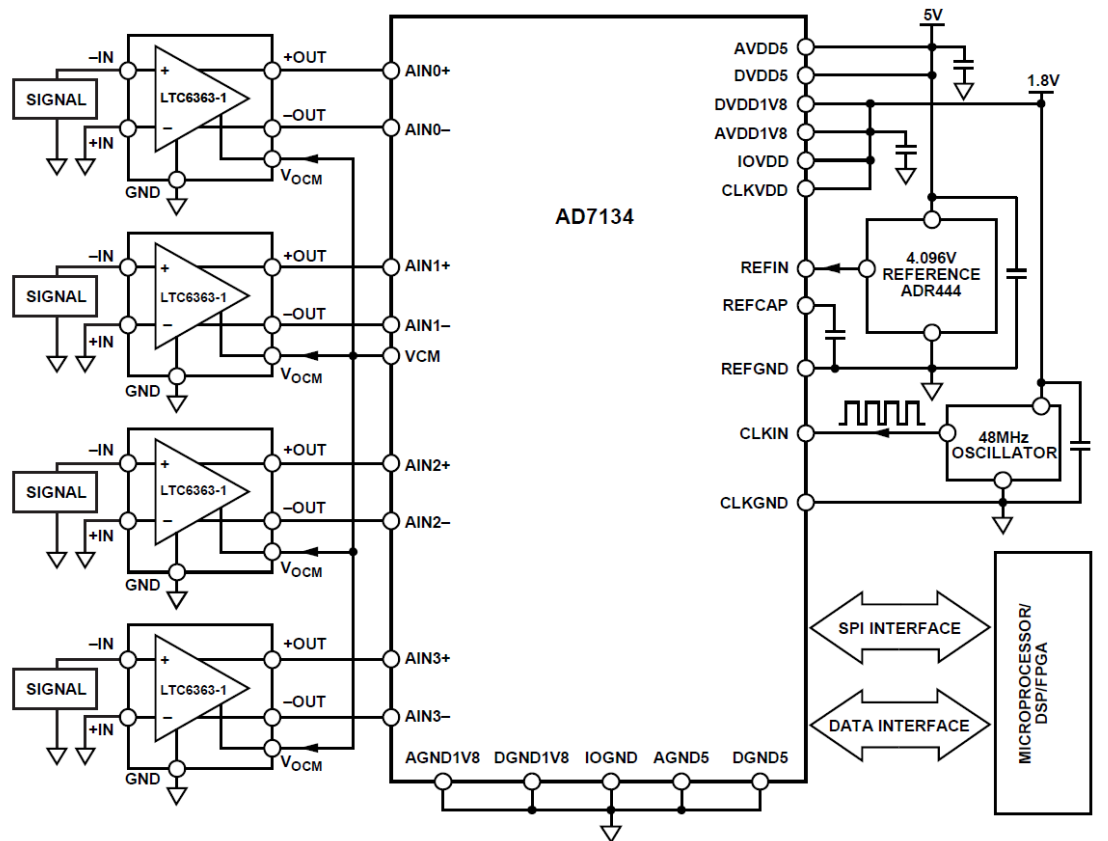 –IN
+OUT
SIGNAL
+
LTC6363-1
–
+IN
–OUT
VOCM
GND
AIN0+
AIN0–
–IN
+OUT
SIGNAL
+
LTC6363-1
–
+IN
–OUT
VOCM
GND
AIN1+
AIN1–
VCM
–IN
+OUT
SIGNAL
+
LTC6363-1
–
+IN
–OUT
VOCM
GND
AIN2+
AIN2–
–IN
+OUT
SIGNAL
+
LTC6363-1
–
+IN
–OUT
VOCM
GND
AIN3+
AIN3–
AD7134
AGND1V8 DGND1V8 IOGND AGND5 DGND5
AVDD5
DVDD5
DVDD1V8
AVDD1V8
IOVDD
CLKVDD
REFIN
REFCAP
REFGND
CLKIN
CLKGND
5V
1.8V
4.096V
REFERENCE
ADR444
48MHz
OSCILLATOR
SPI INTERFACE
DATA INTERFACE
MICROPROCESSOR/
DSP/FPGA